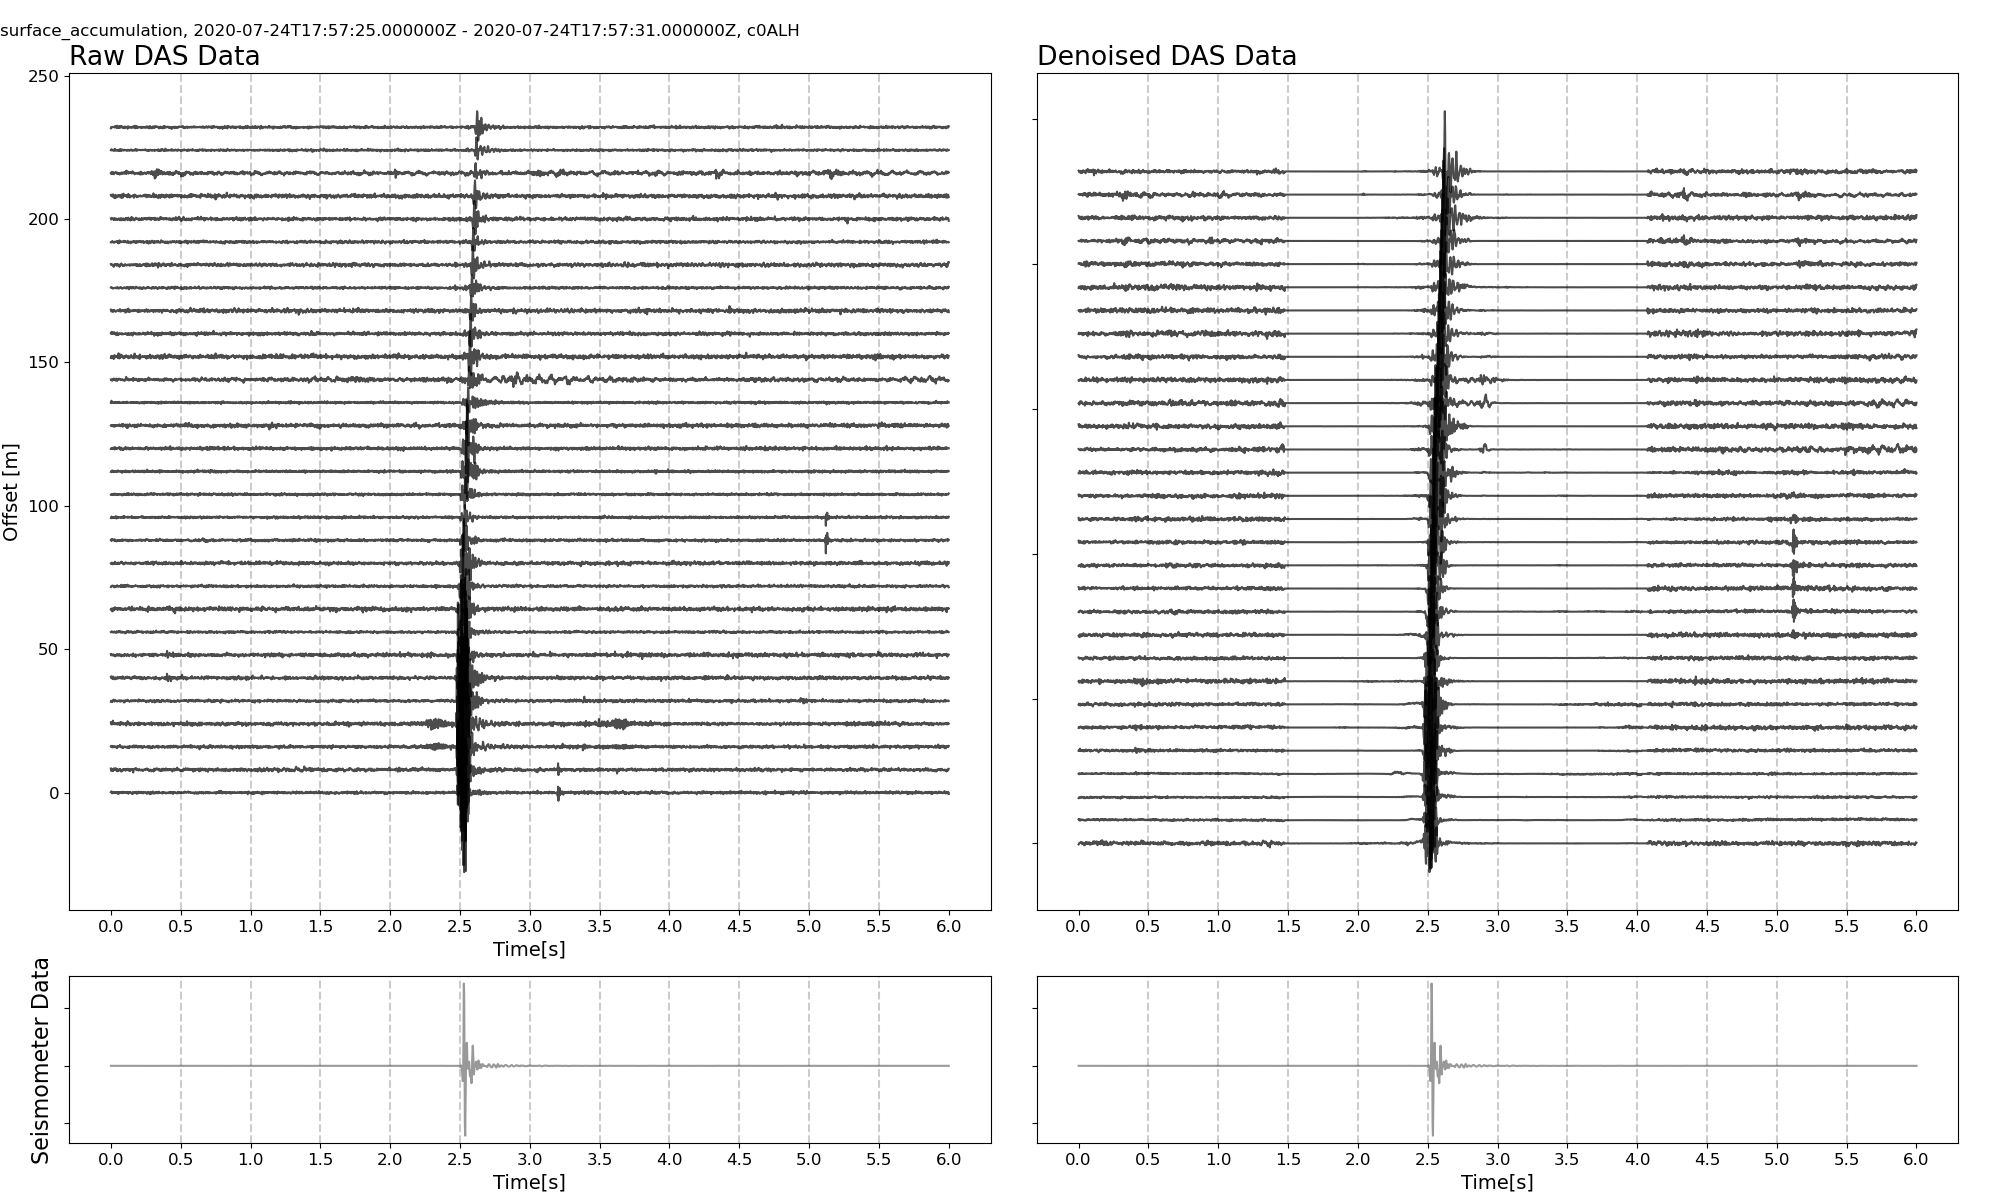 surface_accumulation, 2020-07-24T17:57:25.000000Z - 2020-07-24T17:57:31.000000Z, c0ALH
Raw DAS Data
Denoised DAS Data
250
200
150
100
50
0
Offset [m]
0.0 0.5 1.0 1.5 2.0 2.5 3.0 3.5 4.0 4.5 5.0 5.5 6.0
Time[s]
0.0 0.5 1.0 1.5 2.0 2.5 3.0 3.5 4.0 4.5 5.0 5.5 6.0
Seismometer Data
0.0 0.5 1.0 1.5 2.0 2.5 3.0 3.5 4.0 4.5 5.0 5.5 6.0
Time[s]
0.0 0.5 1.0 1.5 2.0 2.5 3.0 3.5 4.0 4.5 5.0 5.5 6.0
Time[s]